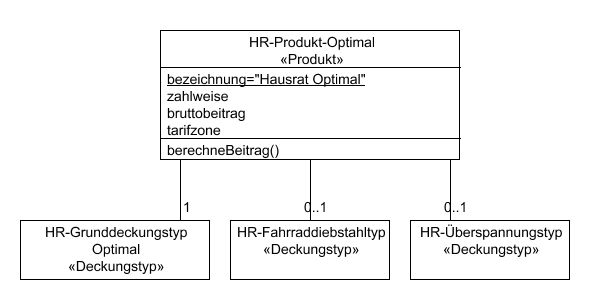 HR-Produkt-Optimal
«Produkt»
bezeichnung="Hausrat Optimal"
zahlweise
bruttobeitrag
tarifzone
berechneBeitrag()
1
0..1
0..1
HR-Grunddeckungstyp
Optimal
«Deckungstyp»
HR-Fahrraddiebstahltyp
«Deckungstyp»
HR-Überspannungstyp
«Deckungstyp»